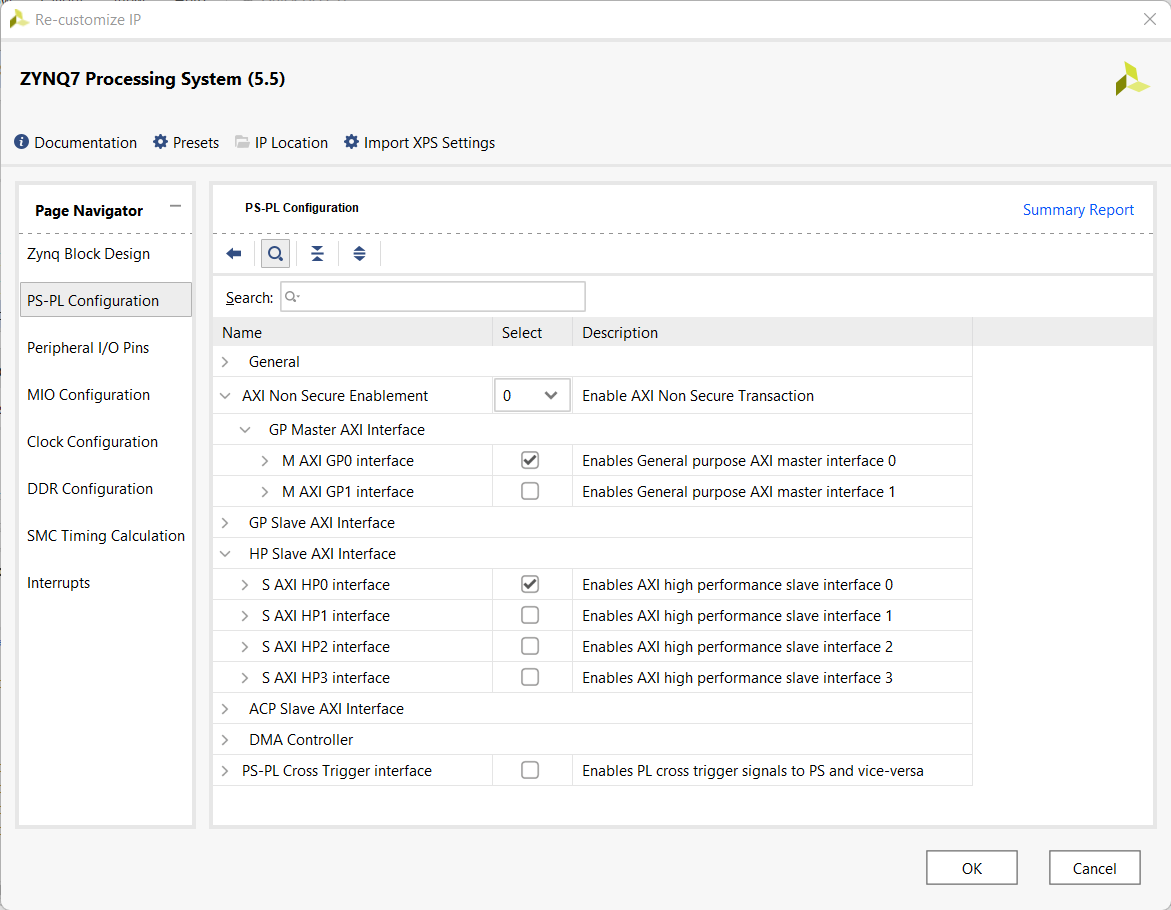 Re-customize IP
ZYNQ7 Processing System (5.5)
Documentation Presets IP Location Import XPS Settings
Page Navigator
Zynq Block Design
PS-PL Configuration
Peripheral I/O Pins
MIO Configuration
Clock Configuration
DDR Configuration
SMC Timing Calculation
Interrupts
PS-PL Configuration
Summary Report
Search:
Name Select Description
General
AXI Non Secure Enablement 0 Enable AXI Non Secure Transaction
GP Master AXI Interface
M AXI GP0 interface Enables General purpose AXI master interface 0
M AXI GP1 interface Enables General purpose AXI master interface 1
GP Slave AXI Interface
HP Slave AXI Interface
S AXI HP0 interface Enables AXI high performance slave interface 0
S AXI HP1 interface Enables AXI high performance slave interface 1
S AXI HP2 interface Enables AXI high performance slave interface 2
S AXI HP3 interface Enables AXI high performance slave interface 3
ACP Slave AXI Interface
DMA Controller
PS-PL Cross Trigger interface Enables PL cross trigger signals to PS and vice-versa
OK Cancel